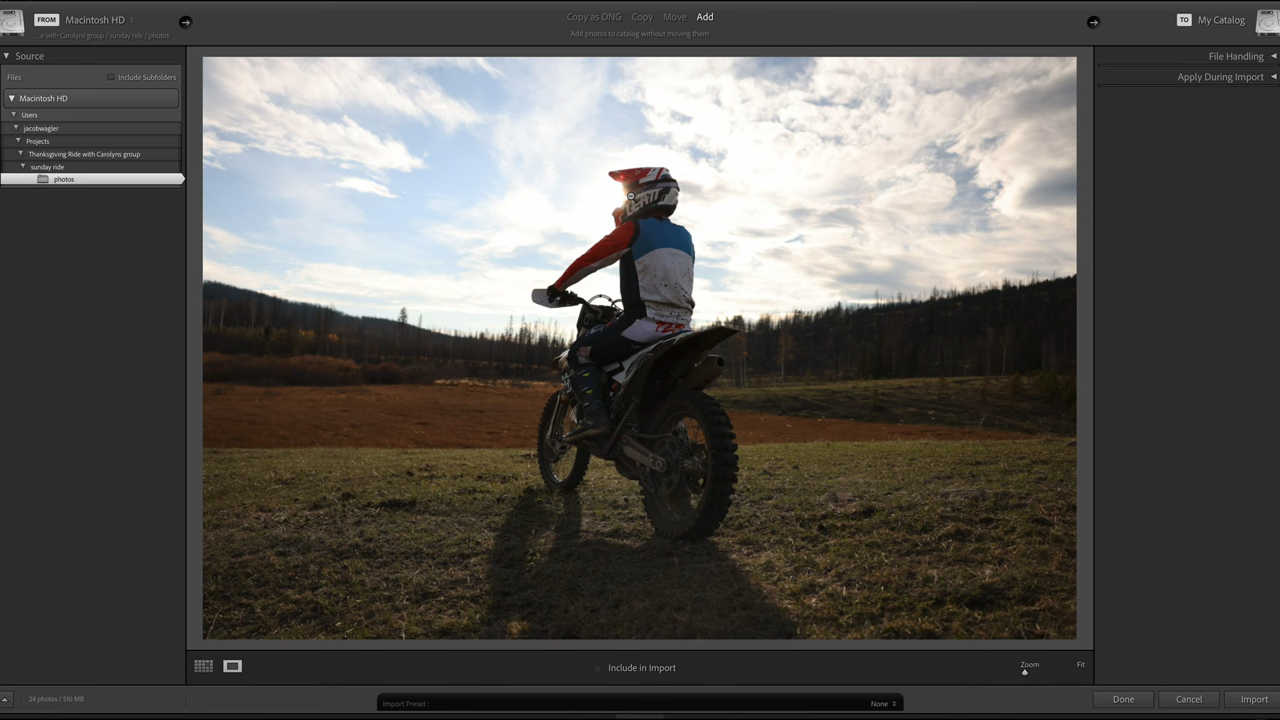 FROM Macintosh HD
Copy as DNG Copy Move Add
TO My Catalog
...e with Carolyns group / sunday ride / photos
Add photos to catalog without moving them
Source
File Handling
Files
Include Subfolders
Apply During Import
Macintosh HD
Users
jacobwagler
Projects
Thanksgiving Ride with Carolyns group
sunday ride
photos
Include in Import
Zoom Fit
24 photos / 510 MB
Import Preset: None
Done Cancel Import